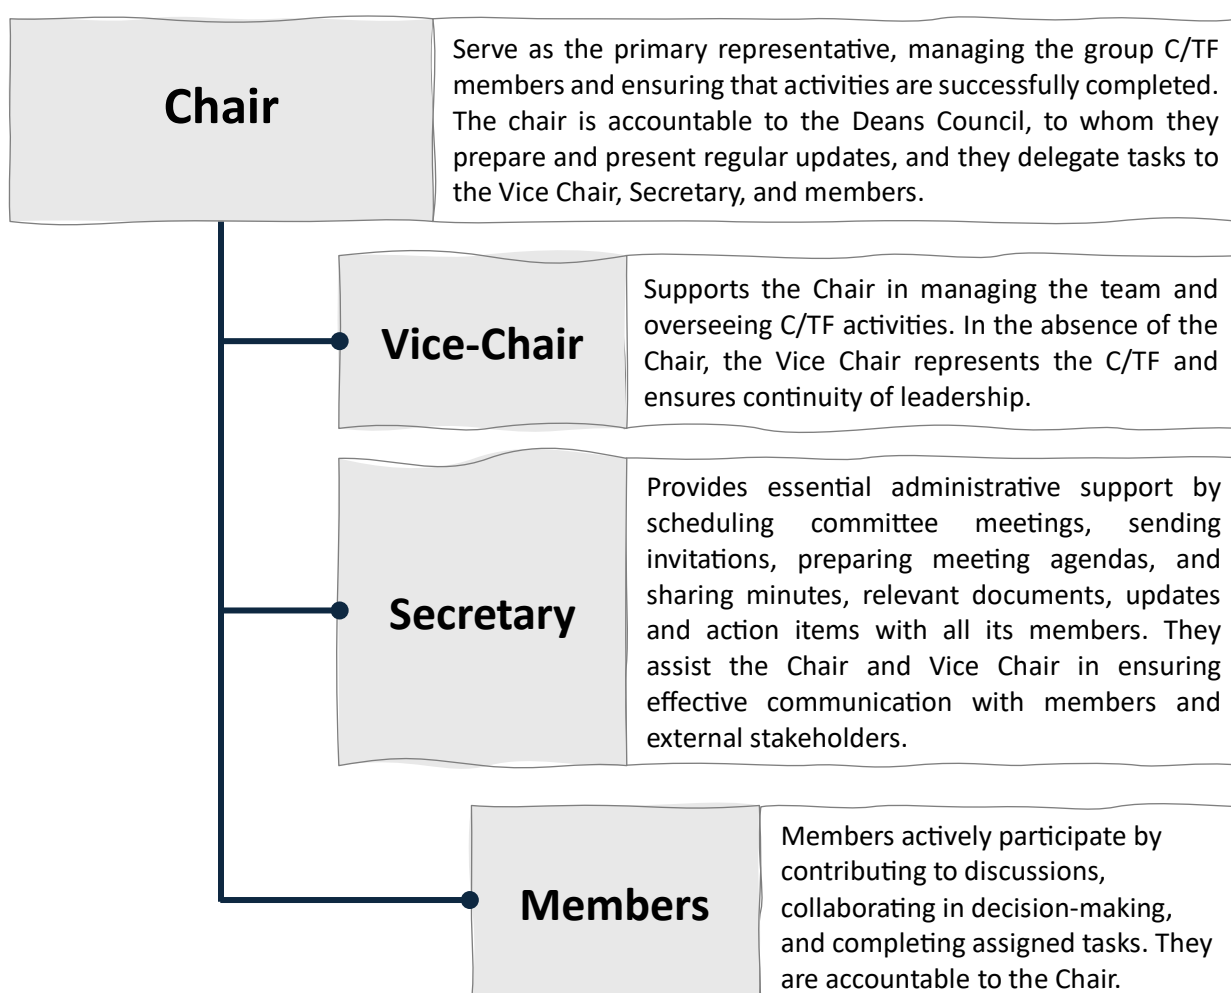 Chair
Serve as the primary representative, managing the group C/TF
members and ensuring that activities are successfully completed.
The chair is accountable to the Deans Council, to whom they
prepare and present regular updates, and they delegate tasks to
the Vice Chair, Secretary, and members.
Vice-Chair
Supports the Chair in managing the team and
overseeing C/TF activities. In the absence of the
Chair, the Vice Chair represents the C/TF and
ensures continuity of leadership.
Secretary
Provides essential administrative support by
scheduling committee meetings, sending
invitations, preparing meeting agendas, and
sharing minutes, relevant documents, updates
and action items with all its members. They
assist the Chair and Vice Chair in ensuring
effective communication with members and
external stakeholders.
Members
Members actively participate by
contributing to discussions,
collaborating in decision-making,
and completing assigned tasks. They
are accountable to the Chair.